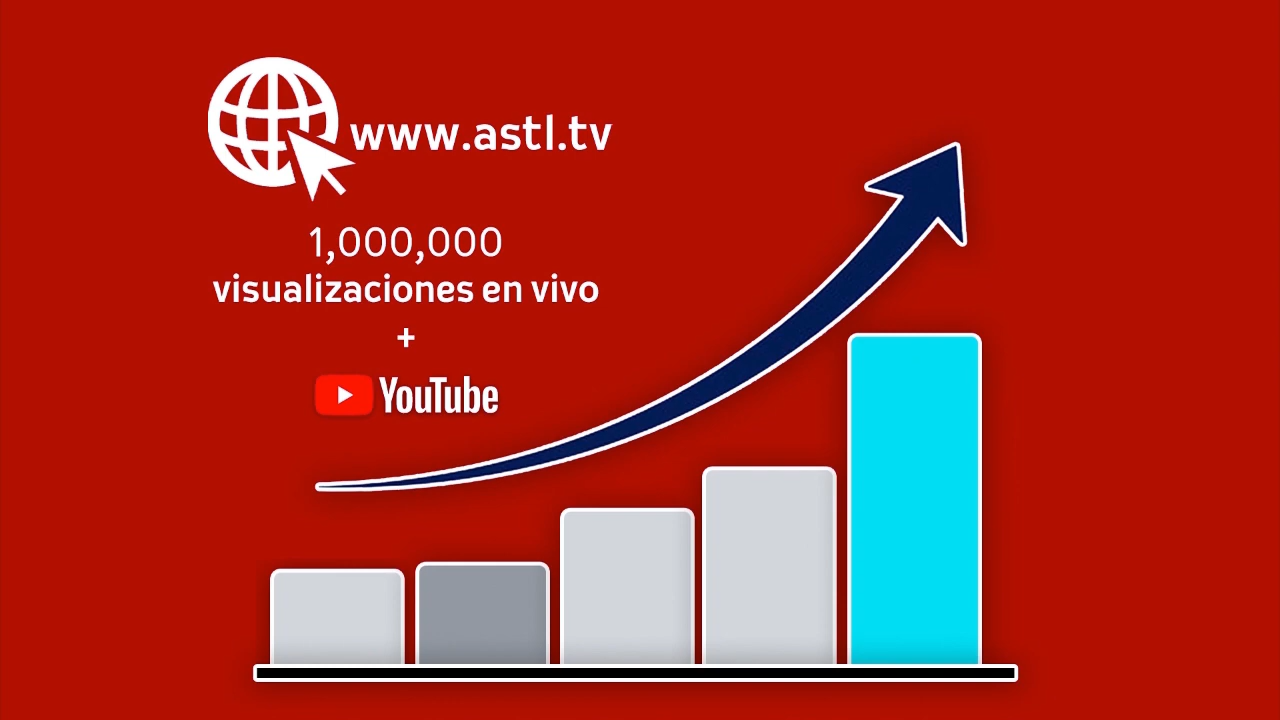 www.astl.tv
1,000,000
visualizaciones en vivo
+
YouTube